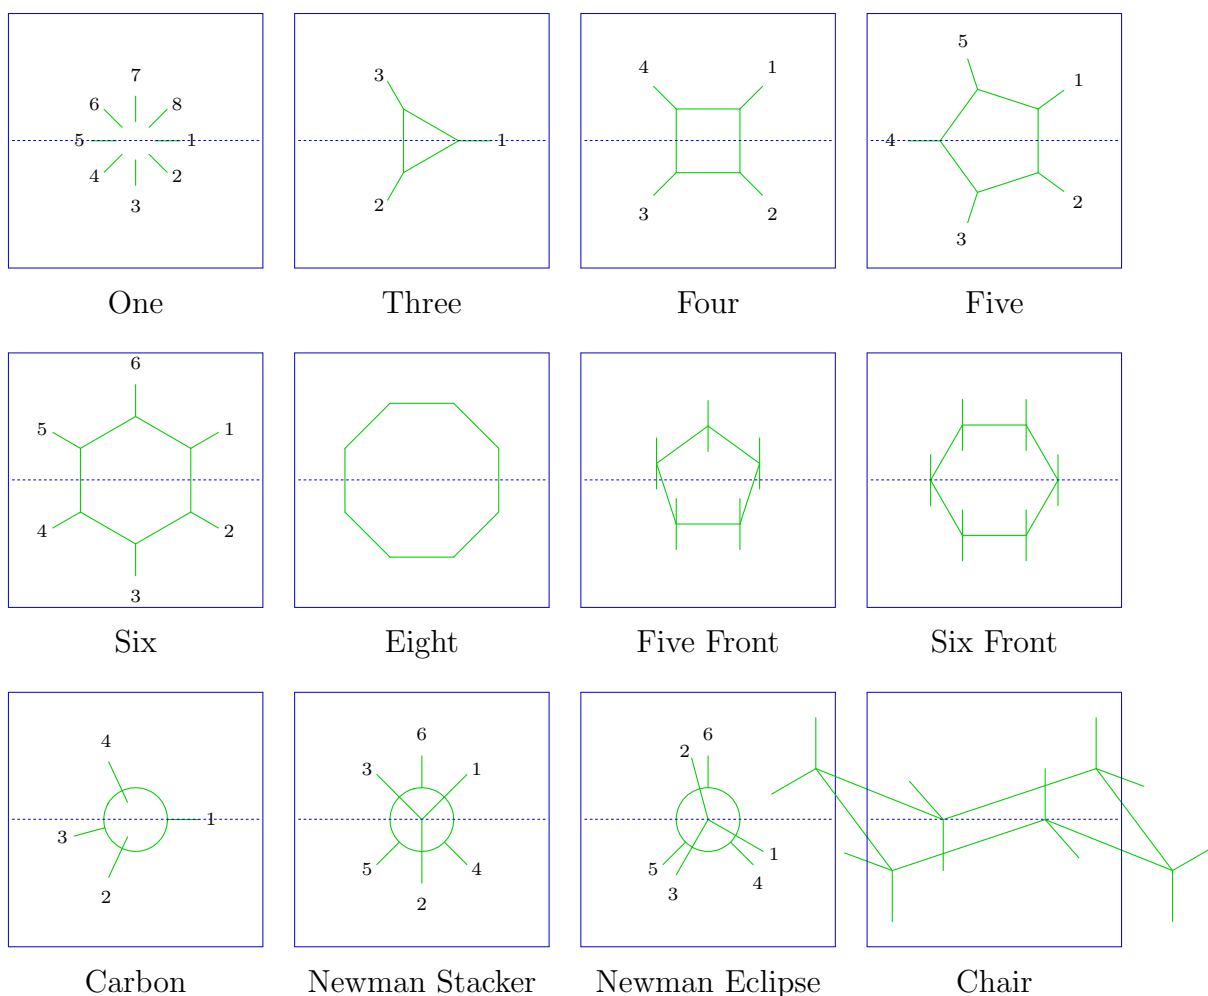 7
6 8
5 1
4 2
3
One
3
1
2
Three
4 1
3 2
Four
5
1
4
2
3
Five
6
5 1
4 2
3
Six
Eight
Five Front
Six Front
4
1
3
2
Carbon
6
3 1
5 4
2
Newman Stacker
6
2
1
5 4
3
Newman Eclipse
Chair